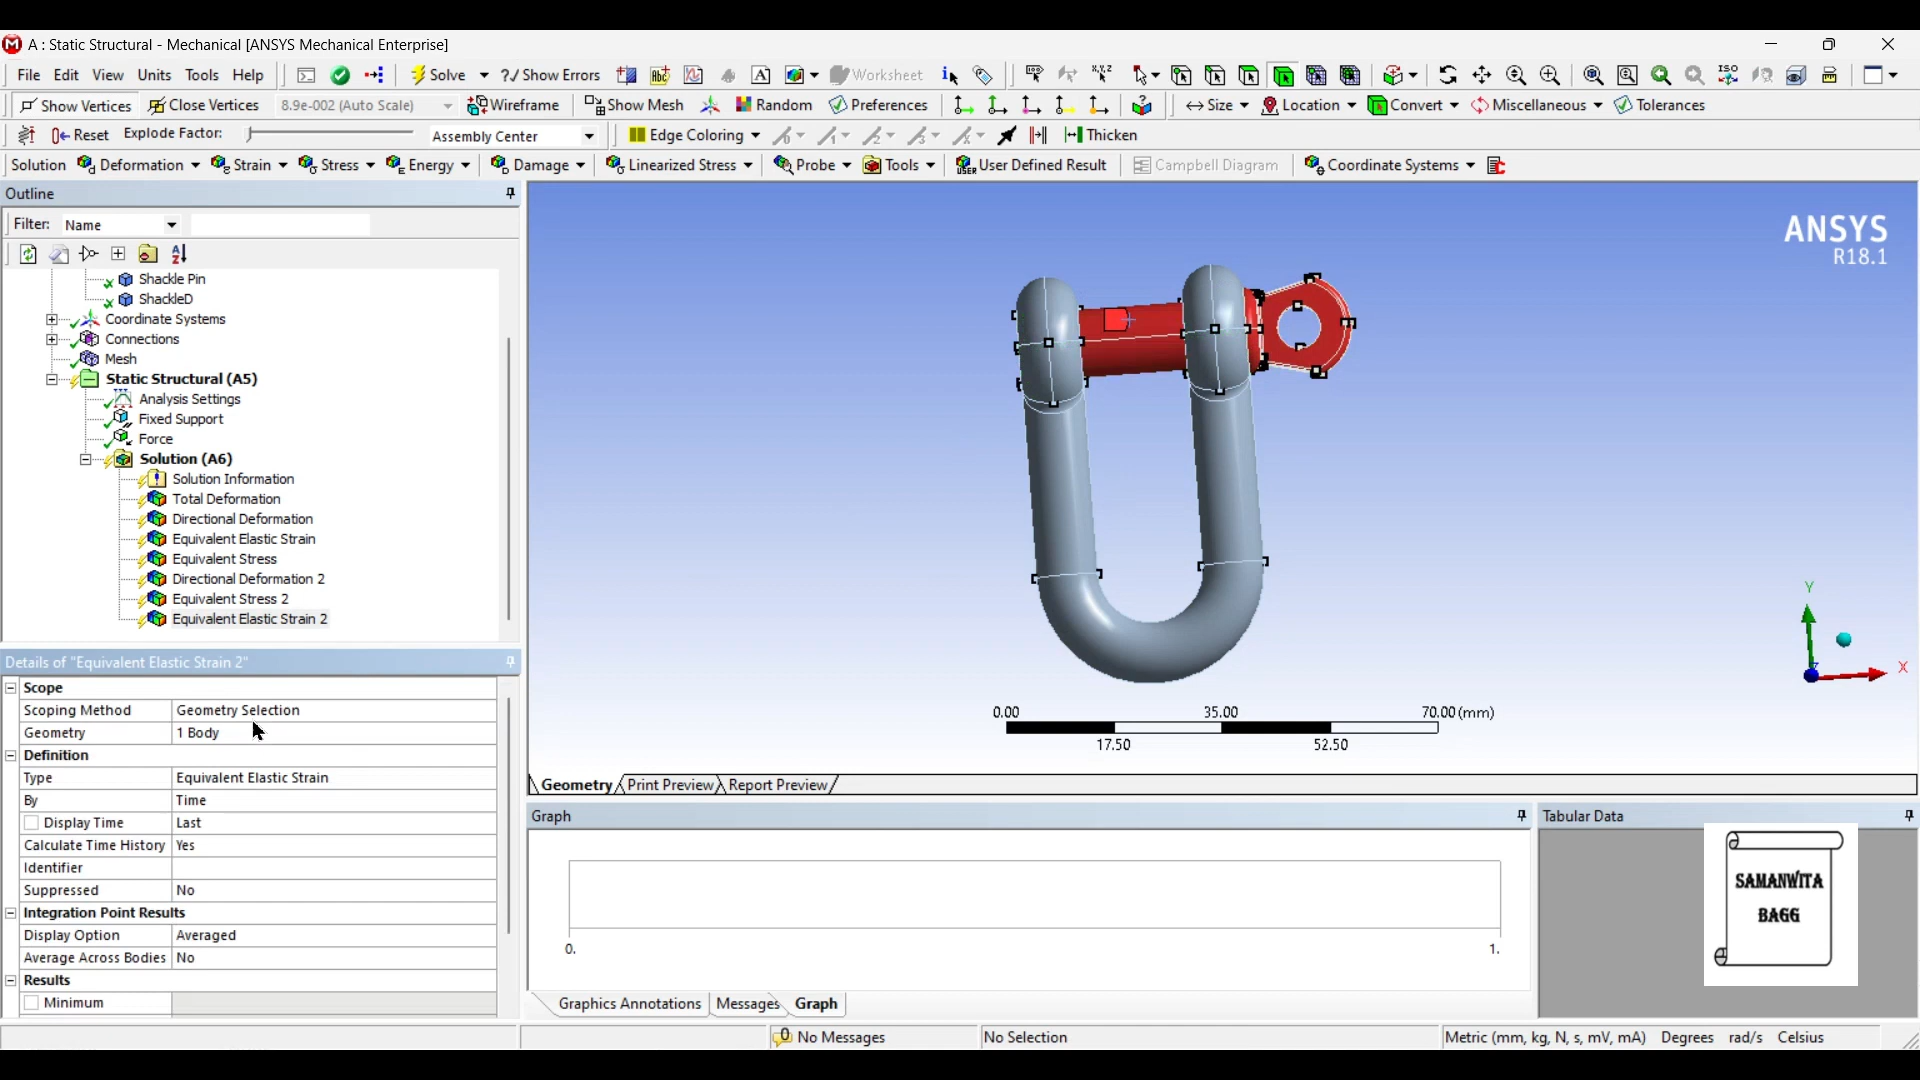 A : Static Structural - Mechanical [ANSYS Mechanical Enterprise]
File Edit View Units Tools Help Solve ?/ Show Errors Worksheet
Show Vertices Close Vertices 8.9e-002 (Auto Scale) Wireframe Show Mesh Random Preferences Size Location Convert Miscellaneous Tolerances
Reset Explode Factor: Assembly Center Edge Coloring Thicken
Solution Deformation Strain Stress Energy Damage Linearized Stress Probe Tools User Defined Result Campbell Diagram Coordinate Systems
Outline
Filter: Name
Shackle Pin
ShackleD
Coordinate Systems
Connections
Mesh
Static Structural (A5)
Analysis Settings
Fixed Support
Force
Solution (A6)
Solution Information
Total Deformation
Directional Deformation
Equivalent Elastic Strain
Equivalent Stress
Directional Deformation 2
Equivalent Stress 2
Equivalent Elastic Strain 2
Details of "Equivalent Elastic Strain 2"
Scope
Scoping Method Geometry Selection
Geometry 1 Body
Definition
Type Equivalent Elastic Strain
By Time
Display Time Last
Calculate Time History Yes
Identifier
Suppressed No
Integration Point Results
Display Option Averaged
Average Across Bodies No
Results
Minimum
ANSYS
R18.1
Y
X
Z
0.00 35.00 70.00 (mm)
17.50 52.50
Geometry Print Preview Report Preview
Graph
0. 1.
Graphics Annotations Messages Graph
Tabular Data
SAMANWITA
BAGG
No Messages No Selection Metric (mm, kg, N, s, mV, mA) Degrees rad/s Celsius